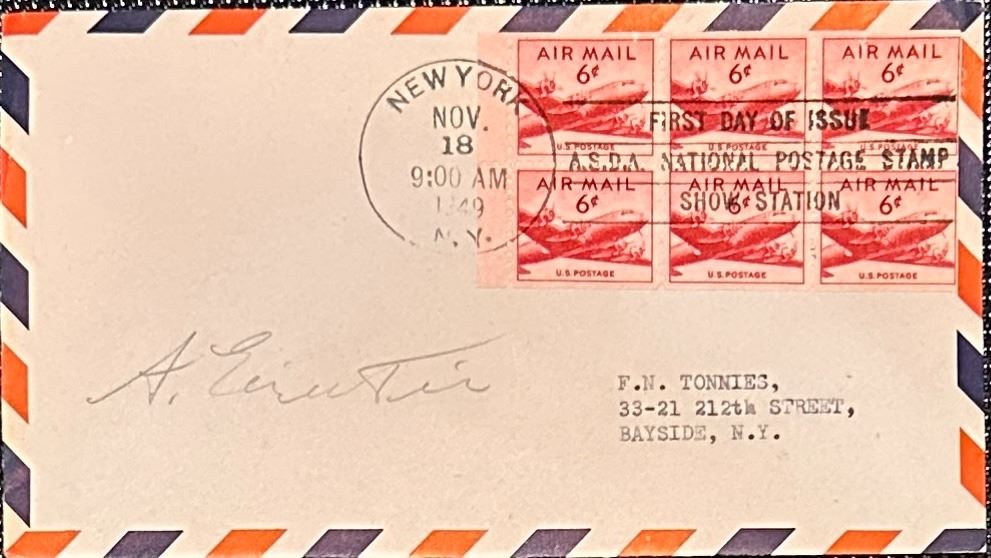 NEW YORK
NOV.
18
9:00 AM
1949
N.Y.
AIR MAIL
6¢
U.S. POSTAGE
AIR MAIL
6¢
U.S. POSTAGE
AIR MAIL
6¢
U.S. POSTAGE
FIRST DAY OF ISSUE
A.S.D.A. NATIONAL POSTAGE STAMP
SHOW STATION
AIR MAIL
6¢
U.S. POSTAGE
AIR MAIL
6¢
U.S. POSTAGE
AIR MAIL
6¢
U.S. POSTAGE
A. Einstein
F.N. TONNIES,
33-21 212th STREET,
BAYSIDE, N.Y.